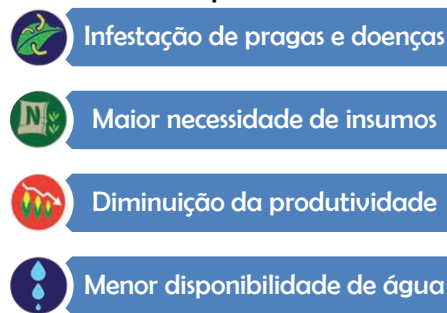 Infestação de pragas e doenças
N
Maior necessidade de insumos
Diminuição da produtividade
Menor disponibilidade de água